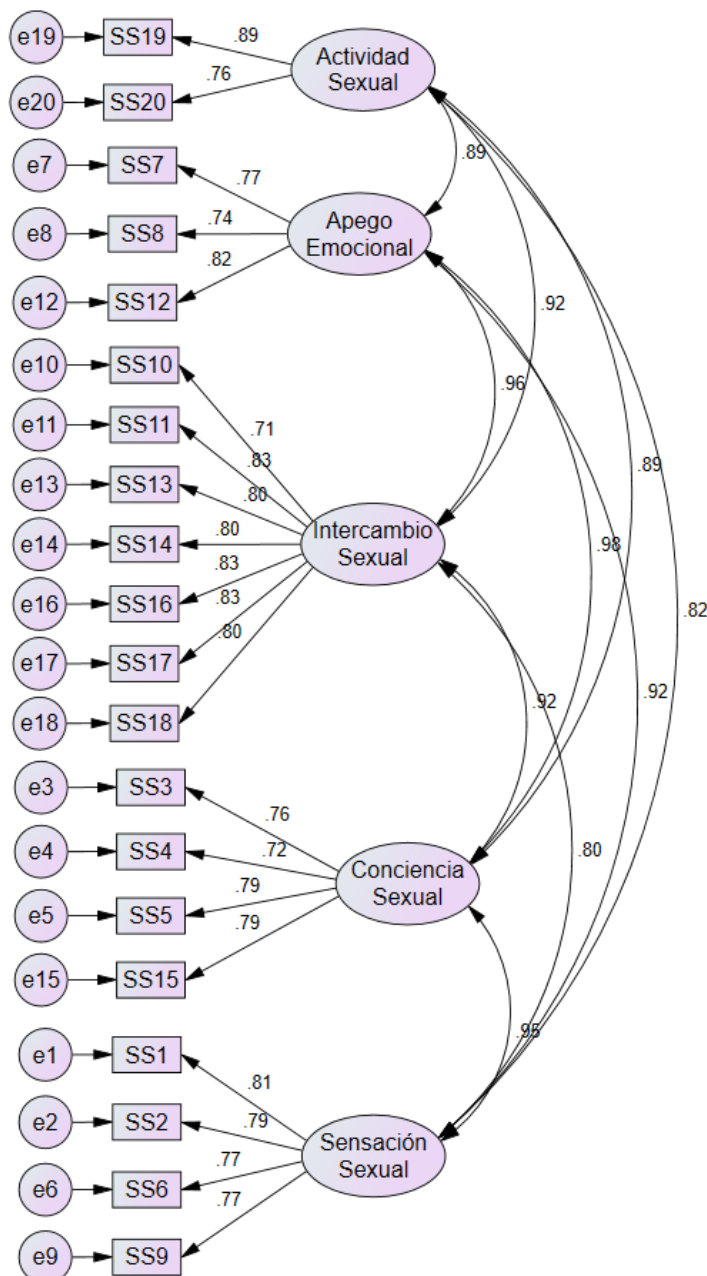 e19
SS19
.89
Actividad
Sexual
e20
SS20
.76
e7
SS7
.77
.89
e8
SS8
.74
Apego
Emocional
e12
SS12
.82
.92
e10
SS10
.96
e11
SS11
.71
e13
SS13
.83
.80
.89
e14
SS14
.80
Intercambio
Sexual
.98
e16
SS16
.83
e17
SS17
.83
.80
.82
e18
SS18
.92
.92
e3
SS3
.76
e4
SS4
.72
.80
e5
SS5
.79
Conciencia
Sexual
e15
SS15
.79
e1
SS1
.95
e2
SS2
.81
.79
e6
SS6
.77
Sensación
Sexual
e9
SS9
.77